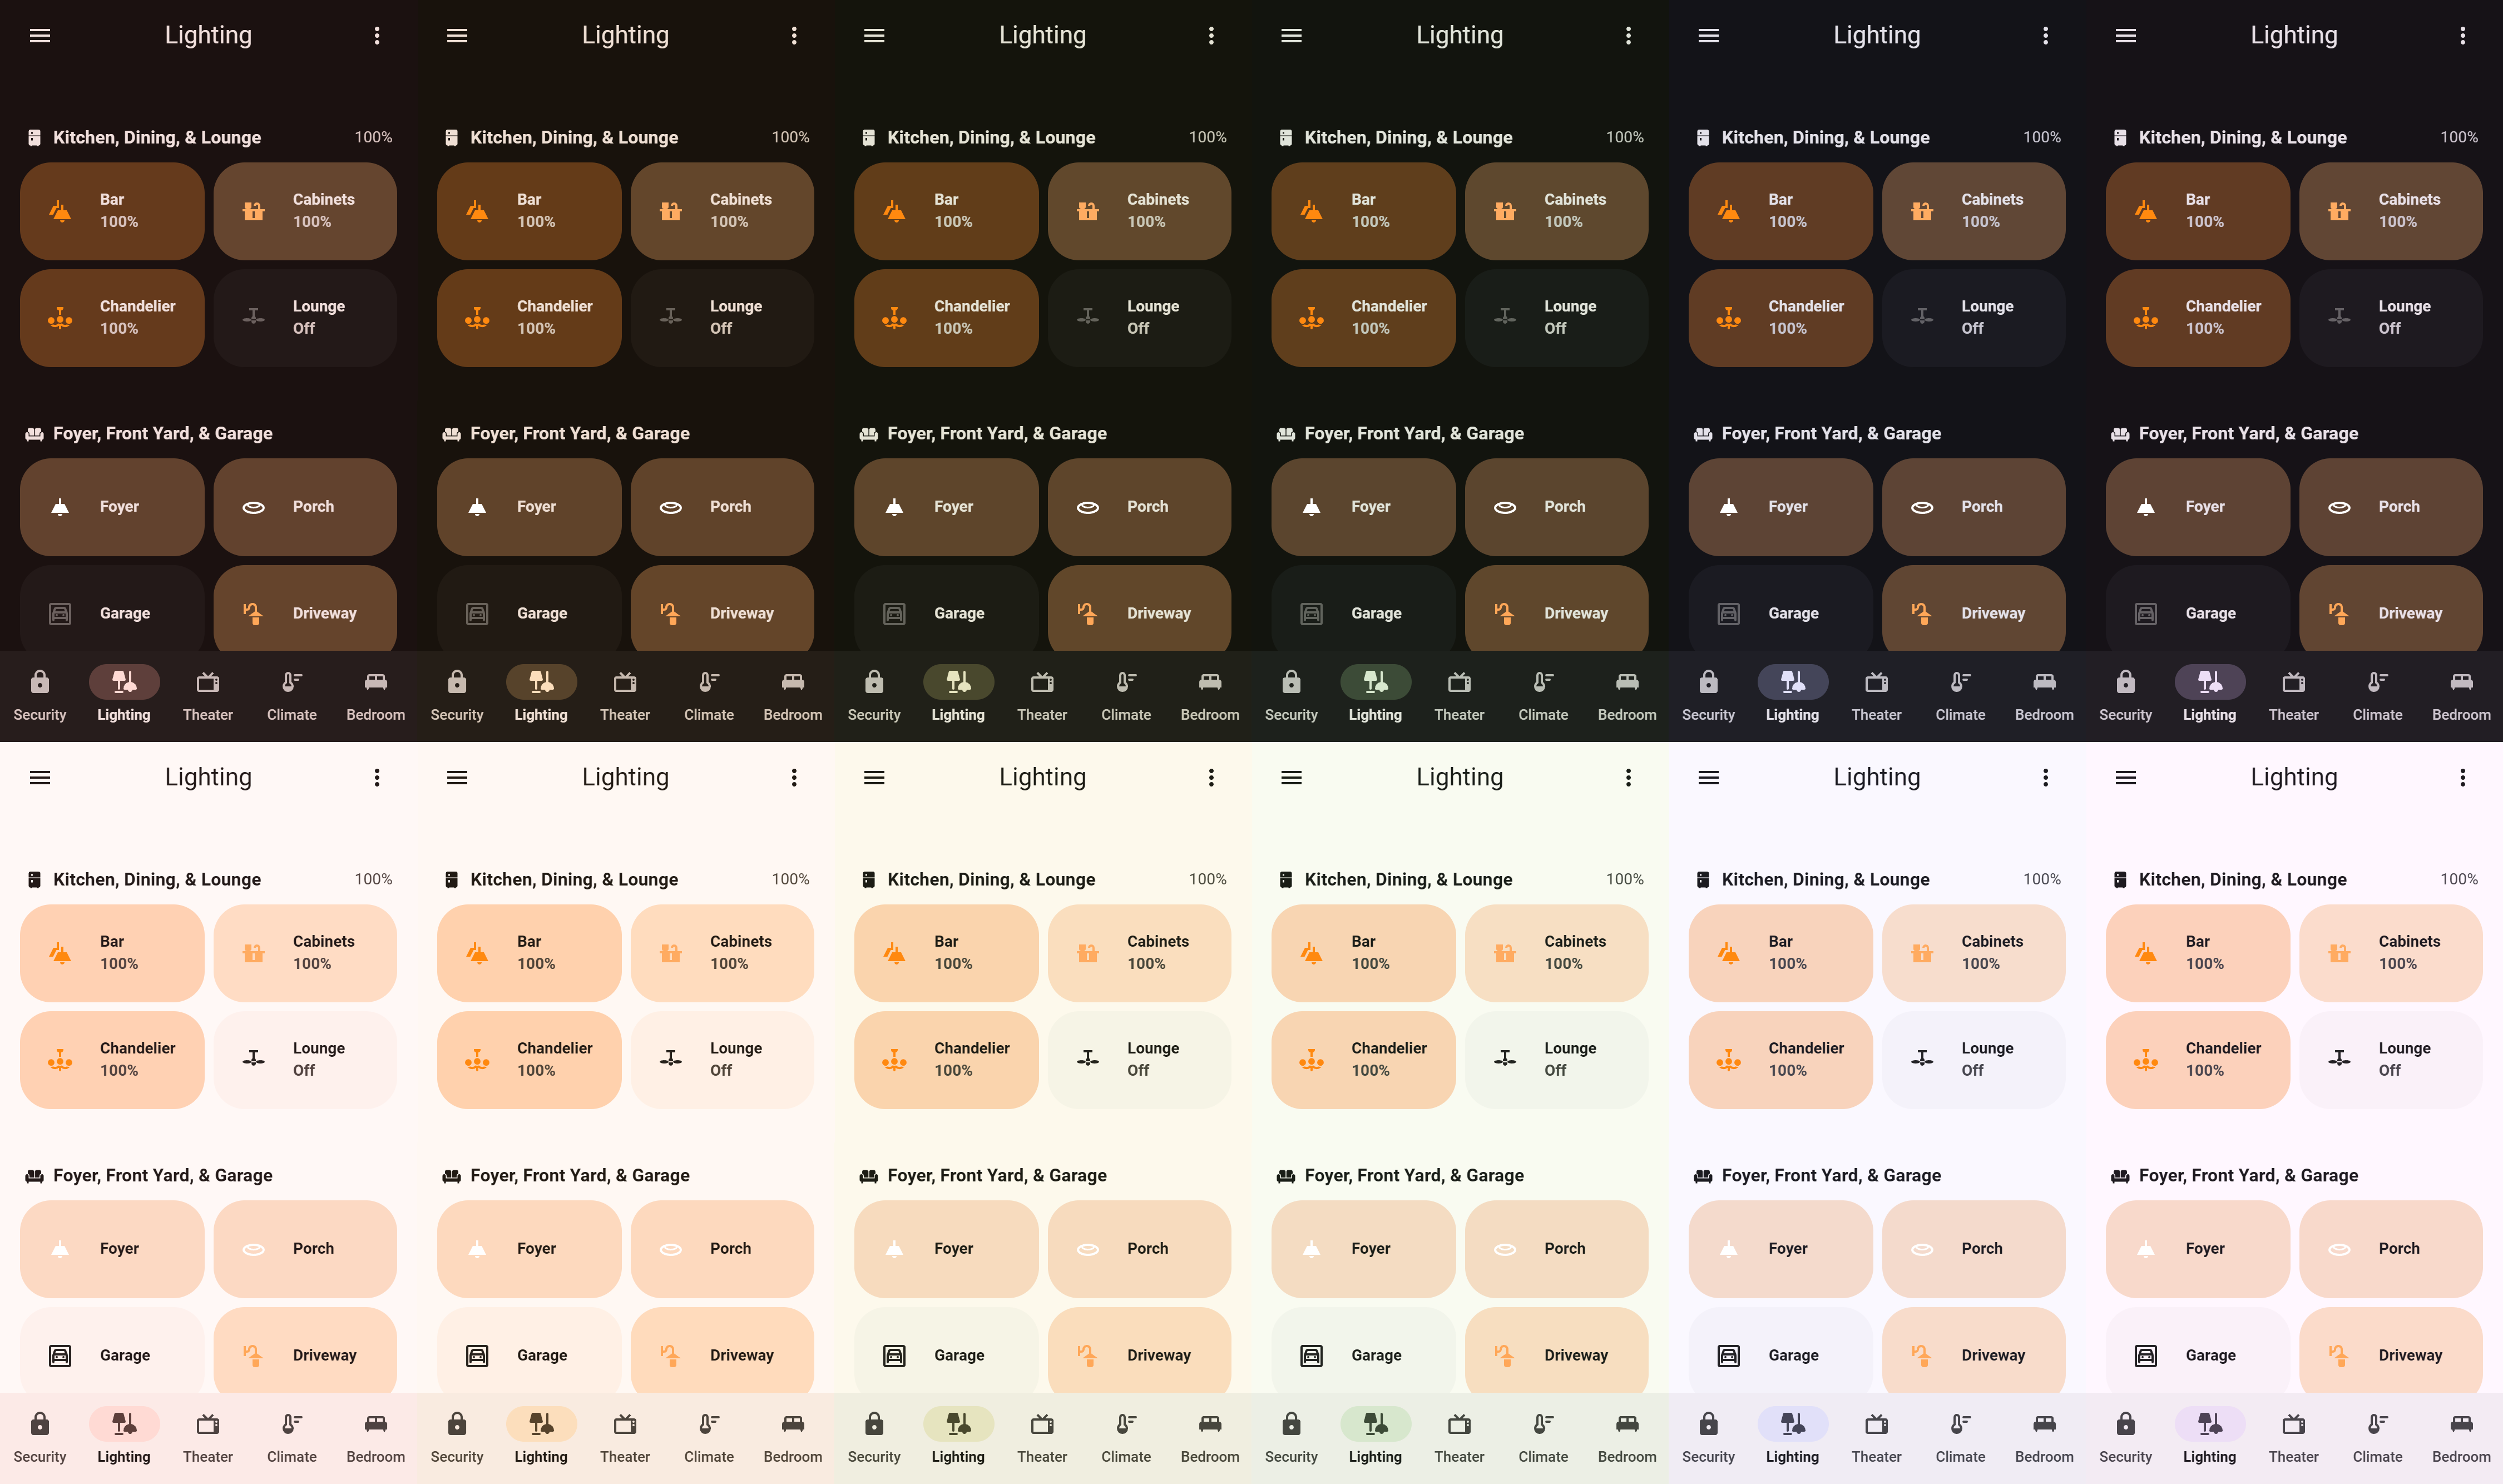 Lighting
Kitchen, Dining, & Lounge 100%
Bar Cabinets
100% 100%
Chandelier Lounge
100% Off
Foyer, Front Yard, & Garage
Foyer Porch
Garage Driveway
Security Lighting Theater Climate Bedroom
Lighting
Kitchen, Dining, & Lounge 100%
Bar Cabinets
100% 100%
Chandelier Lounge
100% Off
Foyer, Front Yard, & Garage
Foyer Porch
Garage Driveway
Security Lighting Theater Climate Bedroom
Lighting
Kitchen, Dining, & Lounge 100%
Bar Cabinets
100% 100%
Chandelier Lounge
100% Off
Foyer, Front Yard, & Garage
Foyer Porch
Garage Driveway
Security Lighting Theater Climate Bedroom
Lighting
Kitchen, Dining, & Lounge 100%
Bar Cabinets
100% 100%
Chandelier Lounge
100% Off
Foyer, Front Yard, & Garage
Foyer Porch
Garage Driveway
Security Lighting Theater Climate Bedroom
Lighting
Kitchen, Dining, & Lounge 100%
Bar Cabinets
100% 100%
Chandelier Lounge
100% Off
Foyer, Front Yard, & Garage
Foyer Porch
Garage Driveway
Security Lighting Theater Climate Bedroom
Lighting
Kitchen, Dining, & Lounge 100%
Bar Cabinets
100% 100%
Chandelier Lounge
100% Off
Foyer, Front Yard, & Garage
Foyer Porch
Garage Driveway
Security Lighting Theater Climate Bedroom
Lighting
Kitchen, Dining, & Lounge 100%
Bar Cabinets
100% 100%
Chandelier Lounge
100% Off
Foyer, Front Yard, & Garage
Foyer Porch
Garage Driveway
Security Lighting Theater Climate Bedroom
Lighting
Kitchen, Dining, & Lounge 100%
Bar Cabinets
100% 100%
Chandelier Lounge
100% Off
Foyer, Front Yard, & Garage
Foyer Porch
Garage Driveway
Security Lighting Theater Climate Bedroom
Lighting
Kitchen, Dining, & Lounge 100%
Bar Cabinets
100% 100%
Chandelier Lounge
100% Off
Foyer, Front Yard, & Garage
Foyer Porch
Garage Driveway
Security Lighting Theater Climate Bedroom
Lighting
Kitchen, Dining, & Lounge 100%
Bar Cabinets
100% 100%
Chandelier Lounge
100% Off
Foyer, Front Yard, & Garage
Foyer Porch
Garage Driveway
Security Lighting Theater Climate Bedroom
Lighting
Kitchen, Dining, & Lounge 100%
Bar Cabinets
100% 100%
Chandelier Lounge
100% Off
Foyer, Front Yard, & Garage
Foyer Porch
Garage Driveway
Security Lighting Theater Climate Bedroom
Lighting
Kitchen, Dining, & Lounge 100%
Bar Cabinets
100% 100%
Chandelier Lounge
100% Off
Foyer, Front Yard, & Garage
Foyer Porch
Garage Driveway
Security Lighting Theater Climate Bedroom